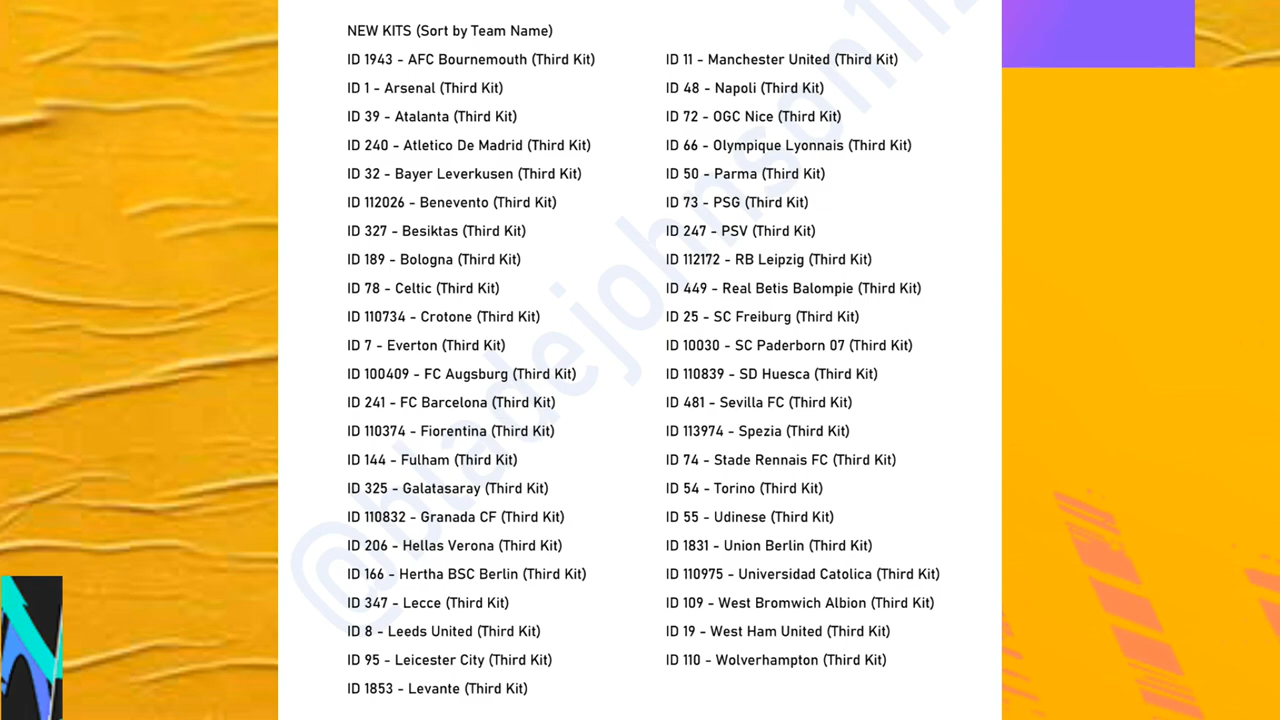 NEW KITS (Sort by Team Name)
ID 1943 - AFC Bournemouth (Third Kit)
ID 1 - Arsenal (Third Kit)
ID 39 - Atalanta (Third Kit)
ID 240 - Atletico De Madrid (Third Kit)
ID 32 - Bayer Leverkusen (Third Kit)
ID 112026 - Benevento (Third Kit)
ID 327 - Besiktas (Third Kit)
ID 189 - Bologna (Third Kit)
ID 78 - Celtic (Third Kit)
ID 110734 - Crotone (Third Kit)
ID 7 - Everton (Third Kit)
ID 100409 - FC Augsburg (Third Kit)
ID 241 - FC Barcelona (Third Kit)
ID 110374 - Fiorentina (Third Kit)
ID 144 - Fulham (Third Kit)
ID 325 - Galatasaray (Third Kit)
ID 110832 - Granada CF (Third Kit)
ID 206 - Hellas Verona (Third Kit)
ID 166 - Hertha BSC Berlin (Third Kit)
ID 347 - Lecce (Third Kit)
ID 8 - Leeds United (Third Kit)
ID 95 - Leicester City (Third Kit)
ID 1853 - Levante (Third Kit)
ID 11 - Manchester United (Third Kit)
ID 48 - Napoli (Third Kit)
ID 72 - OGC Nice (Third Kit)
ID 66 - Olympique Lyonnais (Third Kit)
ID 50 - Parma (Third Kit)
ID 73 - PSG (Third Kit)
ID 247 - PSV (Third Kit)
ID 112172 - RB Leipzig (Third Kit)
ID 449 - Real Betis Balompie (Third Kit)
ID 25 - SC Freiburg (Third Kit)
ID 10030 - SC Paderborn 07 (Third Kit)
ID 110839 - SD Huesca (Third Kit)
ID 481 - Sevilla FC (Third Kit)
ID 113974 - Spezia (Third Kit)
ID 74 - Stade Rennais FC (Third Kit)
ID 54 - Torino (Third Kit)
ID 55 - Udinese (Third Kit)
ID 1831 - Union Berlin (Third Kit)
ID 110975 - Universidad Catolica (Third Kit)
ID 109 - West Bromwich Albion (Third Kit)
ID 19 - West Ham United (Third Kit)
ID 110 - Wolverhampton (Third Kit)